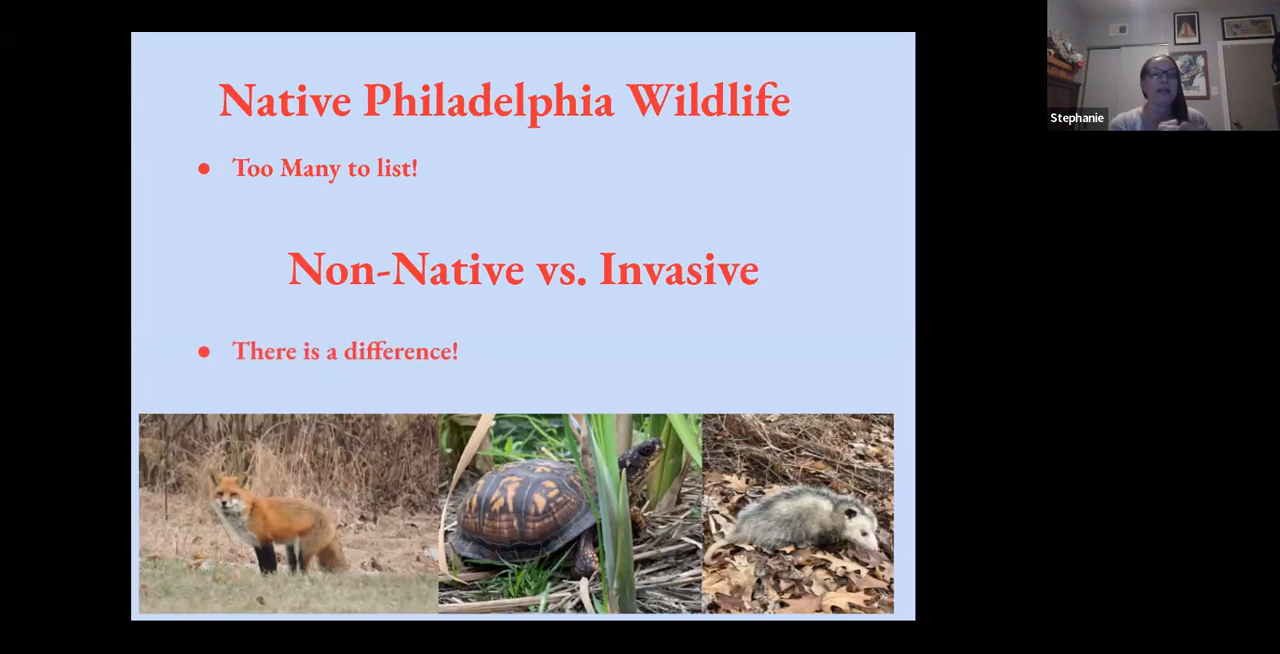 Native Philadelphia Wildlife
● Too Many to list!
Non-Native vs. Invasive
● There is a difference!
Stephanie